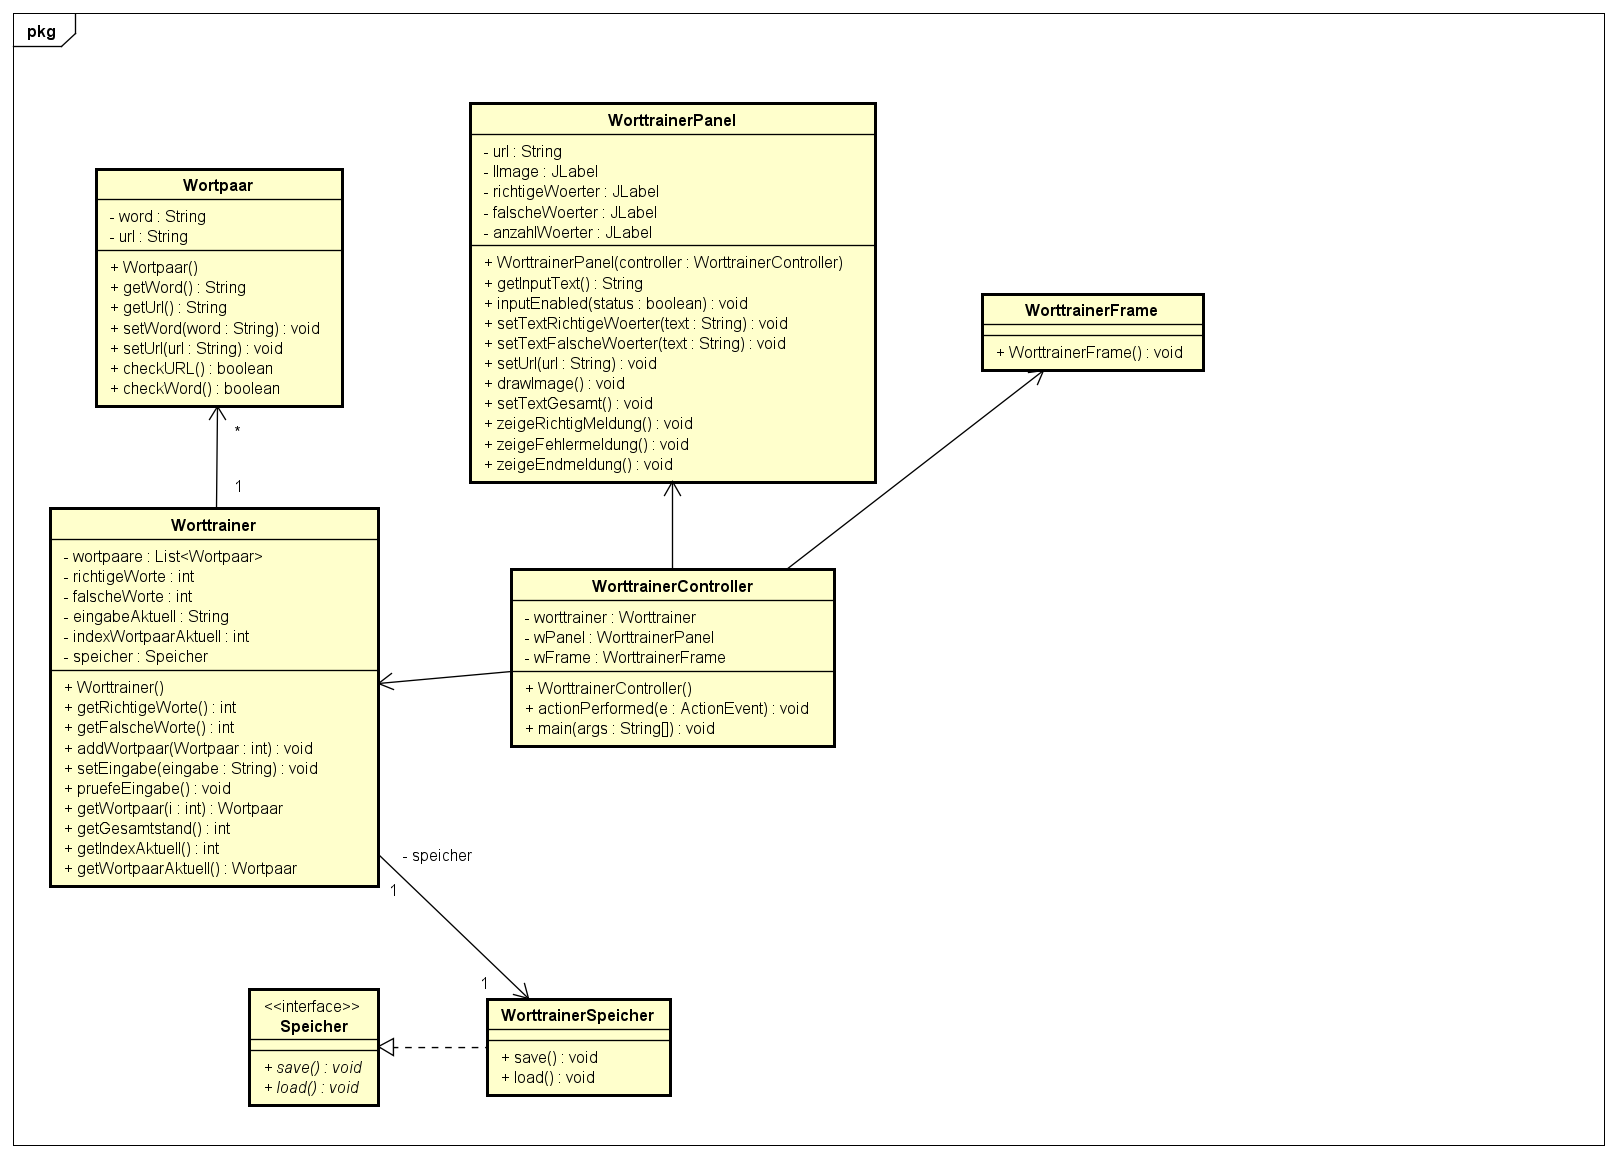 pkg
Wortpaar
- word : String
- url : String
+ Wortpaar()
+ getWord() : String
+ getUrl() : String
+ setWord(word : String) : void
+ setUrl(url : String) : void
+ checkURL() : boolean
+ checkWord() : boolean
*
1
WorttrainerPanel
- url : String
- lImage : JLabel
- richtigeWoerter : JLabel
- falscheWoerter : JLabel
- anzahlWoerter : JLabel
+ WorttrainerPanel(controller : WorttrainerController)
+ getInputText() : String
+ inputEnabled(status : boolean) : void
+ setTextRichtigeWoerter(text : String) : void
+ setTextFalscheWoerter(text : String) : void
+ setUrl(url : String) : void
+ drawImage() : void
+ setTextGesamt() : void
+ zeigeRichtigMeldung() : void
+ zeigeFehlermeldung() : void
+ zeigeEndmeldung() : void
WorttrainerFrame
+ WorttrainerFrame() : void
Worttrainer
- wortpaare : List<Wortpaar>
- richtigeWorte : int
- falscheWorte : int
- eingabeAktuell : String
- indexWortpaarAktuell : int
- speicher : Speicher
+ Worttrainer()
+ getRichtigeWorte() : int
+ getFalscheWorte() : int
+ addWortpaar(Wortpaar : int) : void
+ setEingabe(eingabe : String) : void
+ pruefeEingabe() : void
+ getWortpaar(i : int) : Wortpaar
+ getGesamtstand() : int
+ getIndexAktuell() : int
+ getWortpaarAktuell() : Wortpaar
WorttrainerController
- worttrainer : Worttrainer
- wPanel : WorttrainerPanel
- wFrame : WorttrainerFrame
+ WorttrainerController()
+ actionPerformed(e : ActionEvent) : void
+ main(args : String[]) : void
- speicher
1
1
<<interface>>
Speicher
+ save() : void
+ load() : void
WorttrainerSpeicher
+ save() : void
+ load() : void